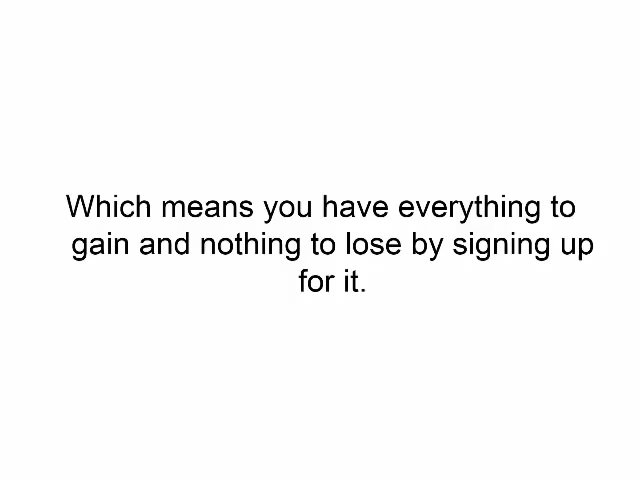 Which means you have everything to
gain and nothing to lose by signing up
for it.